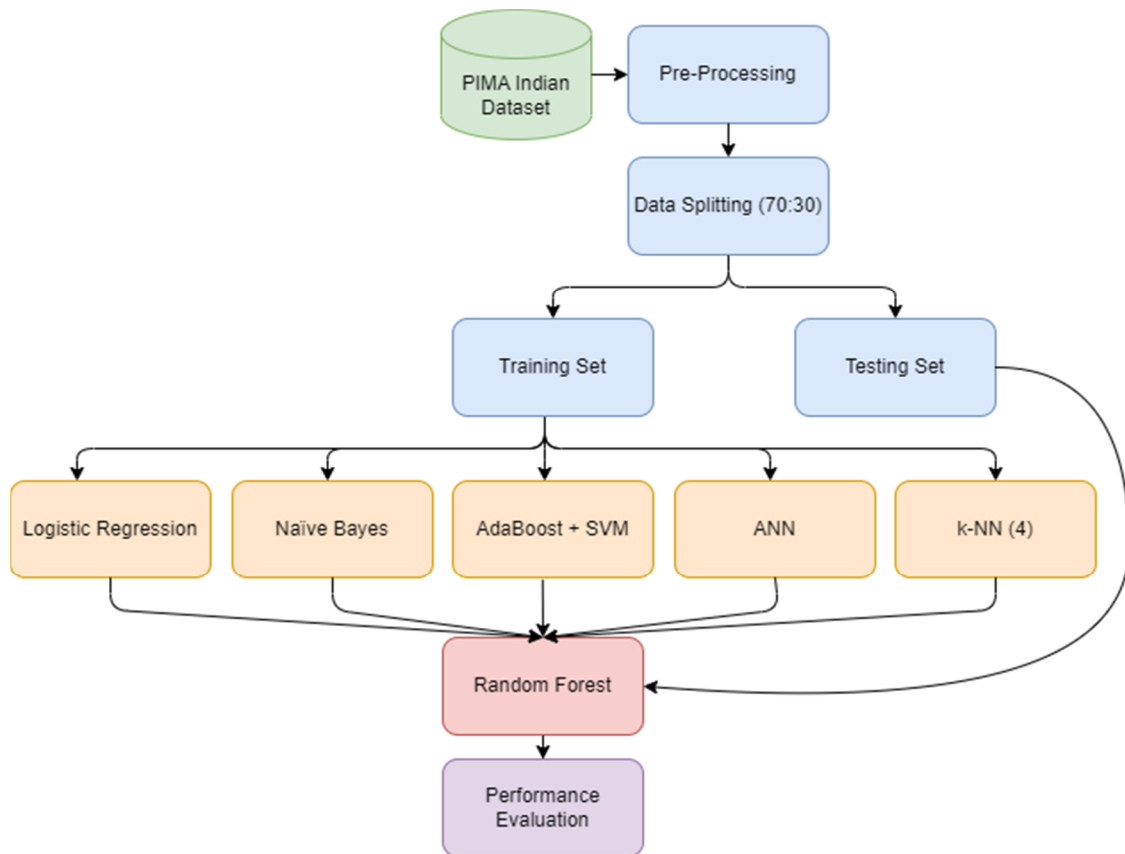 PIMA Indian
Dataset
Pre-Processing
Data Splitting (70:30)
Training Set
Testing Set
Logistic Regression
Naïve Bayes
AdaBoost + SVM
ANN
k-NN (4)
Random Forest
Performance
Evaluation